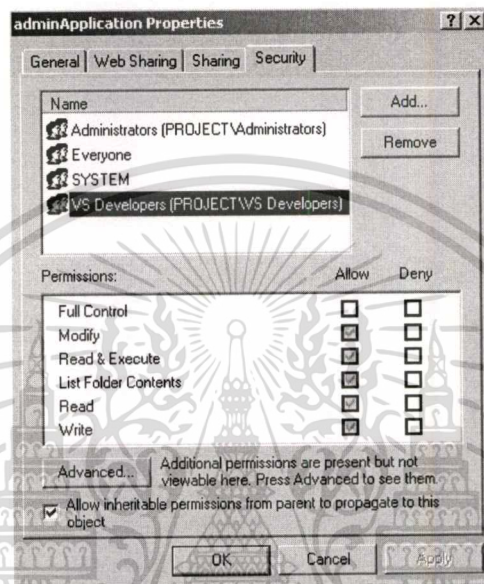 adminApplication Properties
General Web Sharing Sharing Security
Name
Administrators (PROJECT\Administrators)
Everyone
SYSTEM
VS Developers (PROJECT\VS Developers)
Add...
Remove
Permissions: Allow Deny
Full Control
Modify
Read & Execute
List Folder Contents
Read
Write
Advanced...
Additional permissions are present but not
viewable here. Press Advanced to see them
Allow inheritable permissions from parent to propagate to this
object
OK Cancel Apply